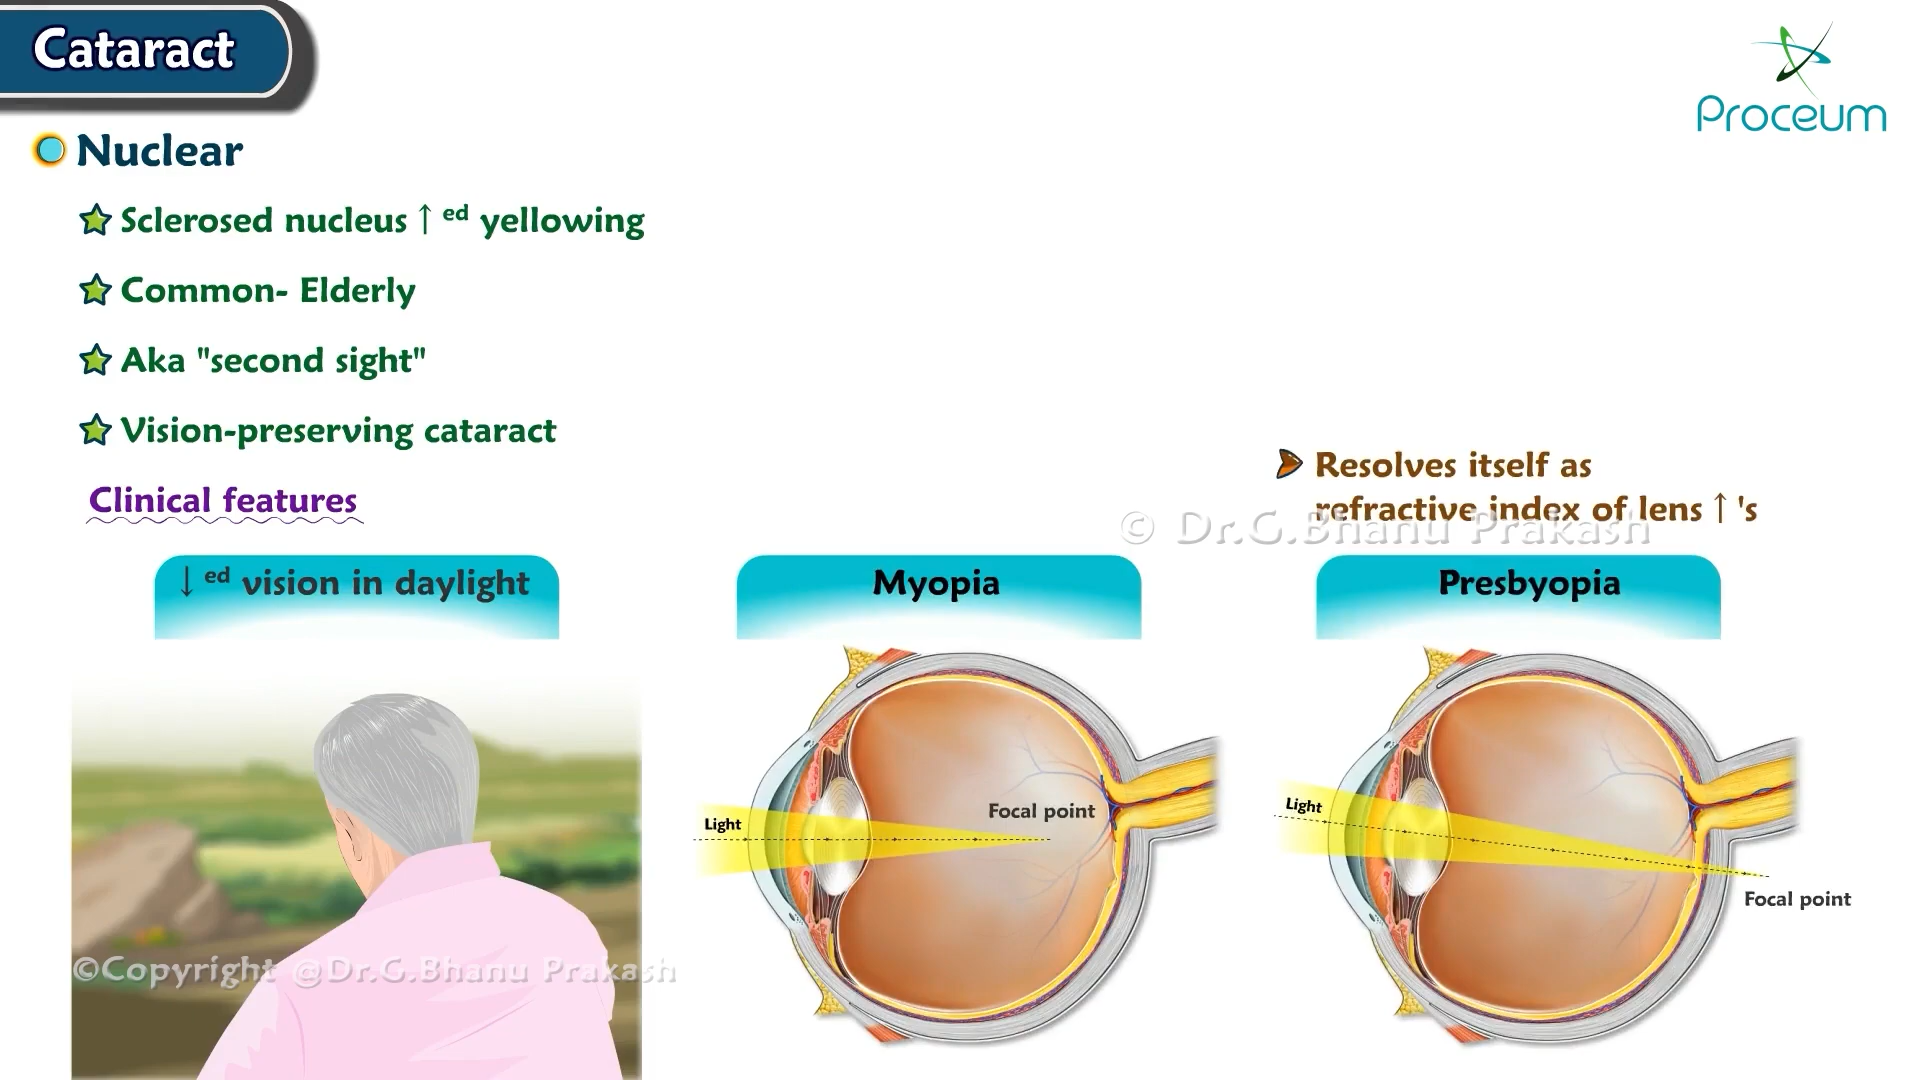 Cataract
Proceum
Nuclear
Sclerosed nucleus ↑ ed yellowing
Common- Elderly
Aka "second sight"
Vision-preserving cataract
Clinical features
Resolves itself as
refractive index of lens ↑ 's
© Dr.G.Bhanu Prakash
↓ ed vision in daylight
Myopia
Presbyopia
Light
Focal point
Light
Focal point
©Copyright @Dr.G.Bhanu Prakash